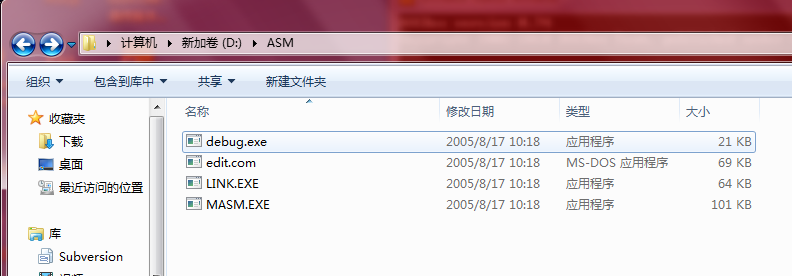 计算机 ▸ 新加卷 (D:) ▸ ASM
组织 包含到库中 共享 新建文件夹
收藏夹
下载
桌面
最近访问的位置
库
Subversion
名称 修改日期 类型 大小
debug.exe 2005/8/17 10:18 应用程序 21 KB
edit.com 2005/8/17 10:18 MS-DOS 应用程序 69 KB
LINK.EXE 2005/8/17 10:18 应用程序 64 KB
MASM.EXE 2005/8/17 10:18 应用程序 101 KB